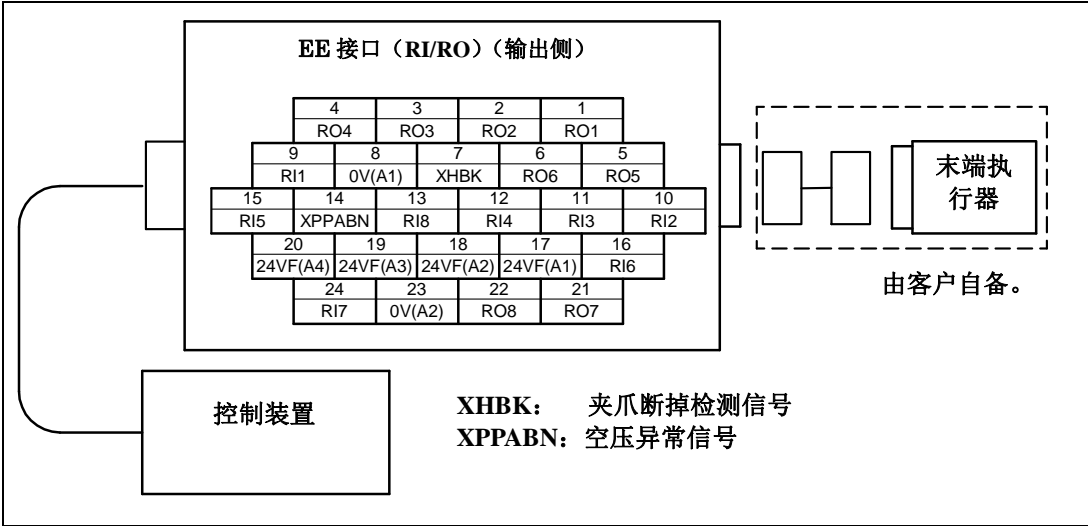 EE 接口（RI/RO）（输出侧）
4 3 2 1
RO4 RO3 RO2 RO1
9 8 7 6 5
RI1 0V(A1) XHBK RO6 RO5
15 14 13 12 11 10
RI5 XPPABN RI8 RI4 RI3 RI2
20 19 18 17 16
24VF(A4) 24VF(A3) 24VF(A2) 24VF(A1) RI6
24 23 22 21
RI7 0V(A2) RO8 RO7
末端执
行器
由客户自备。
控制装置
XHBK： 夹爪断掉检测信号
XPPABN：空压异常信号